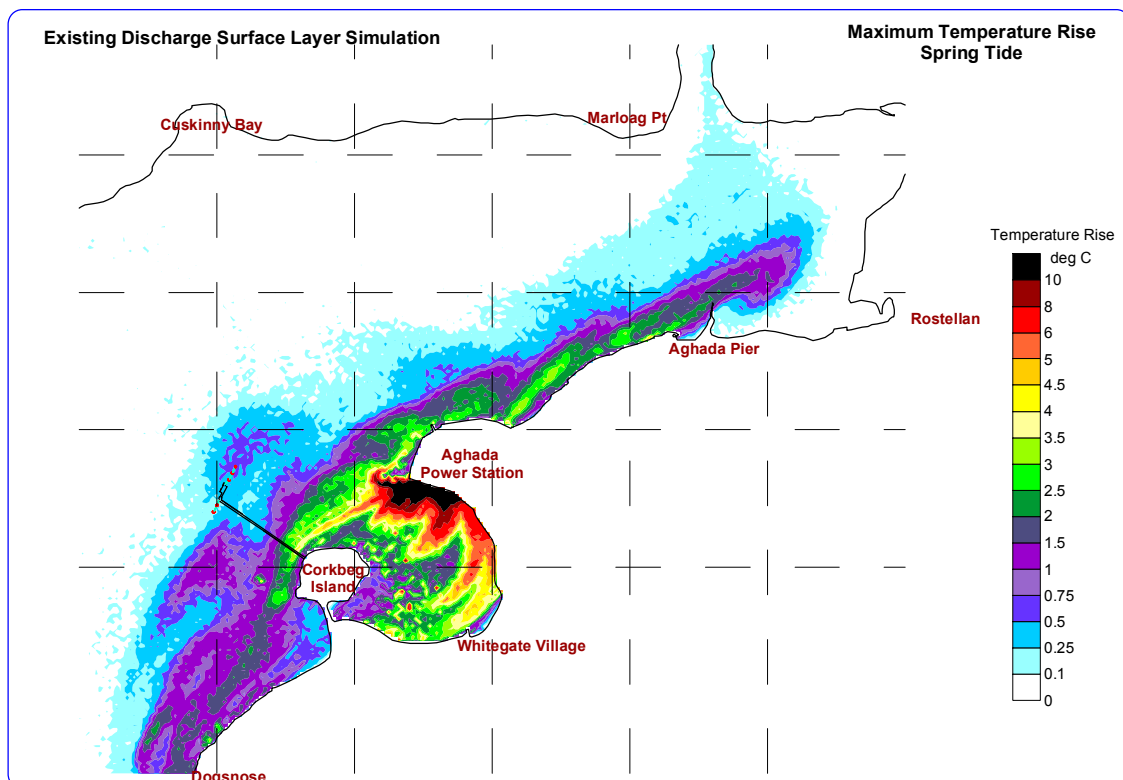 Existing Discharge Surface Layer Simulation
Maximum Temperature Rise
Spring Tide
Cuskinny Bay
Marloag Pt
Temperature Rise
deg C
10
8
6
5
4.5
4
3.5
3
2.5
2
1.5
1
0.75
0.5
0.25
0.1
0
Rostellan
Aghada Pier
Aghada
Power Station
Corkbeg
Island
Whitegate Village
Dogsnose